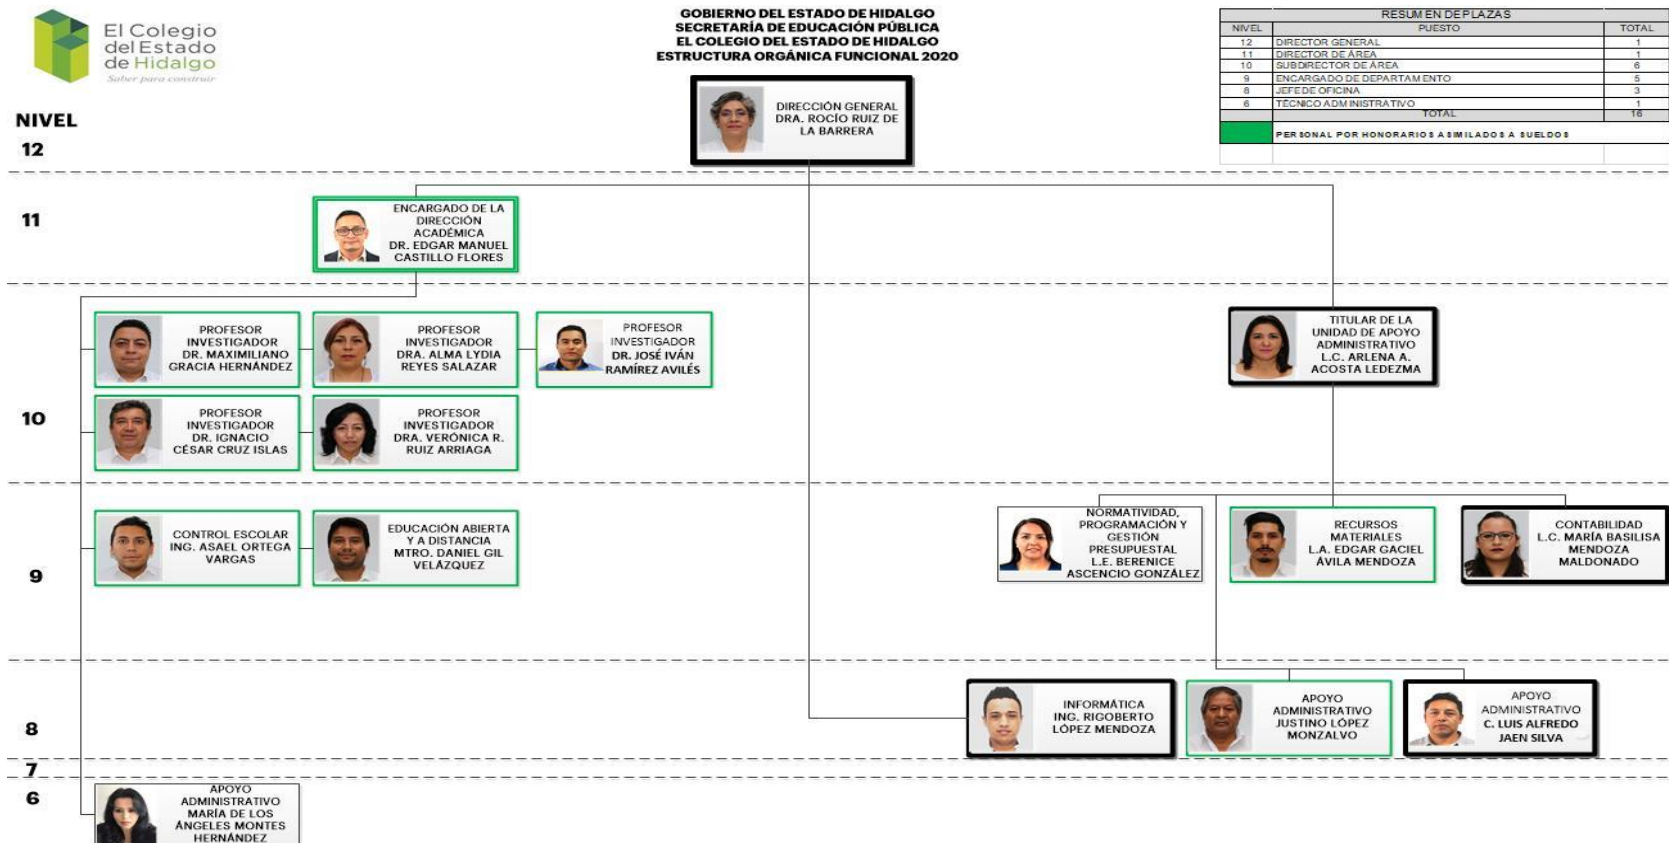 El Colegio
del Estado
de Hidalgo
Saber para construir
GOBIERNO DEL ESTADO DE HIDALGO
SECRETARÍA DE EDUCACIÓN PÚBLICA
EL COLEGIO DEL ESTADO DE HIDALGO
ESTRUCTURA ORGÁNICA FUNCIONAL 2020
RESUMEN DE PLAZAS
NIVEL PUESTO TOTAL
12 DIRECTOR GENERAL 1
11 DIRECTOR DE ÁREA 1
10 SUBDIRECTOR DE ÁREA 6
9 ENCARGADO DE DEPARTAMENTO 5
8 JEFE DE OFICINA 3
6 TÉCNICO ADMINISTRATIVO 1
TOTAL 16
PERSONAL POR HONORARIOS ASIMILADOS A SUELDOS
NIVEL
12
DIRECCIÓN GENERAL
DRA. ROCÍO RUIZ DE
LA BARRERA
11
ENCARGADO DE LA
DIRECCIÓN
ACADÉMICA
DR. EDGAR MANUEL
CASTILLO FLORES
10
PROFESOR
INVESTIGADOR
DR. MAXIMILIANO
GRACIA HERNÁNDEZ
PROFESOR
INVESTIGADOR
DRA. ALMA LYDIA
REYES SALAZAR
PROFESOR
INVESTIGADOR
DR. JOSÉ IVÁN
RAMÍREZ AVILÉS
TITULAR DE LA
UNIDAD DE APOYO
ADMINISTRATIVO
L.C. ARLENA A.
ACOSTA LEDEZMA
PROFESOR
INVESTIGADOR
DR. IGNACIO
CÉSAR CRUZ ISLAS
PROFESOR
INVESTIGADOR
DRA. VERÓNICA R.
RUIZ ARRIAGA
9
CONTROL ESCOLAR
ING. ASAEL ORTEGA
VARGAS
EDUCACIÓN ABIERTA
Y A DISTANCIA
MTRO. DANIEL GIL
VELÁZQUEZ
NORMATIVIDAD,
PROGRAMACIÓN Y
GESTIÓN
PRESUPUESTAL
L.E. BERENICE
ASCENCIO GONZÁLEZ
RECURSOS
MATERIALES
L.A. EDGAR GACIEL
ÁVILA MENDOZA
CONTABILIDAD
L.C. MARÍA BASILISA
MENDOZA
MALDONADO
8
INFORMÁTICA
ING. RIGOBERTO
LÓPEZ MENDOZA
APOYO
ADMINISTRATIVO
JUSTINO LÓPEZ
MONZALVO
APOYO
ADMINISTRATIVO
C. LUIS ALFREDO
JAEN SILVA
7
6
APOYO
ADMINISTRATIVO
MARÍA DE LOS
ÁNGELES MONTES
HERNÁNDEZ